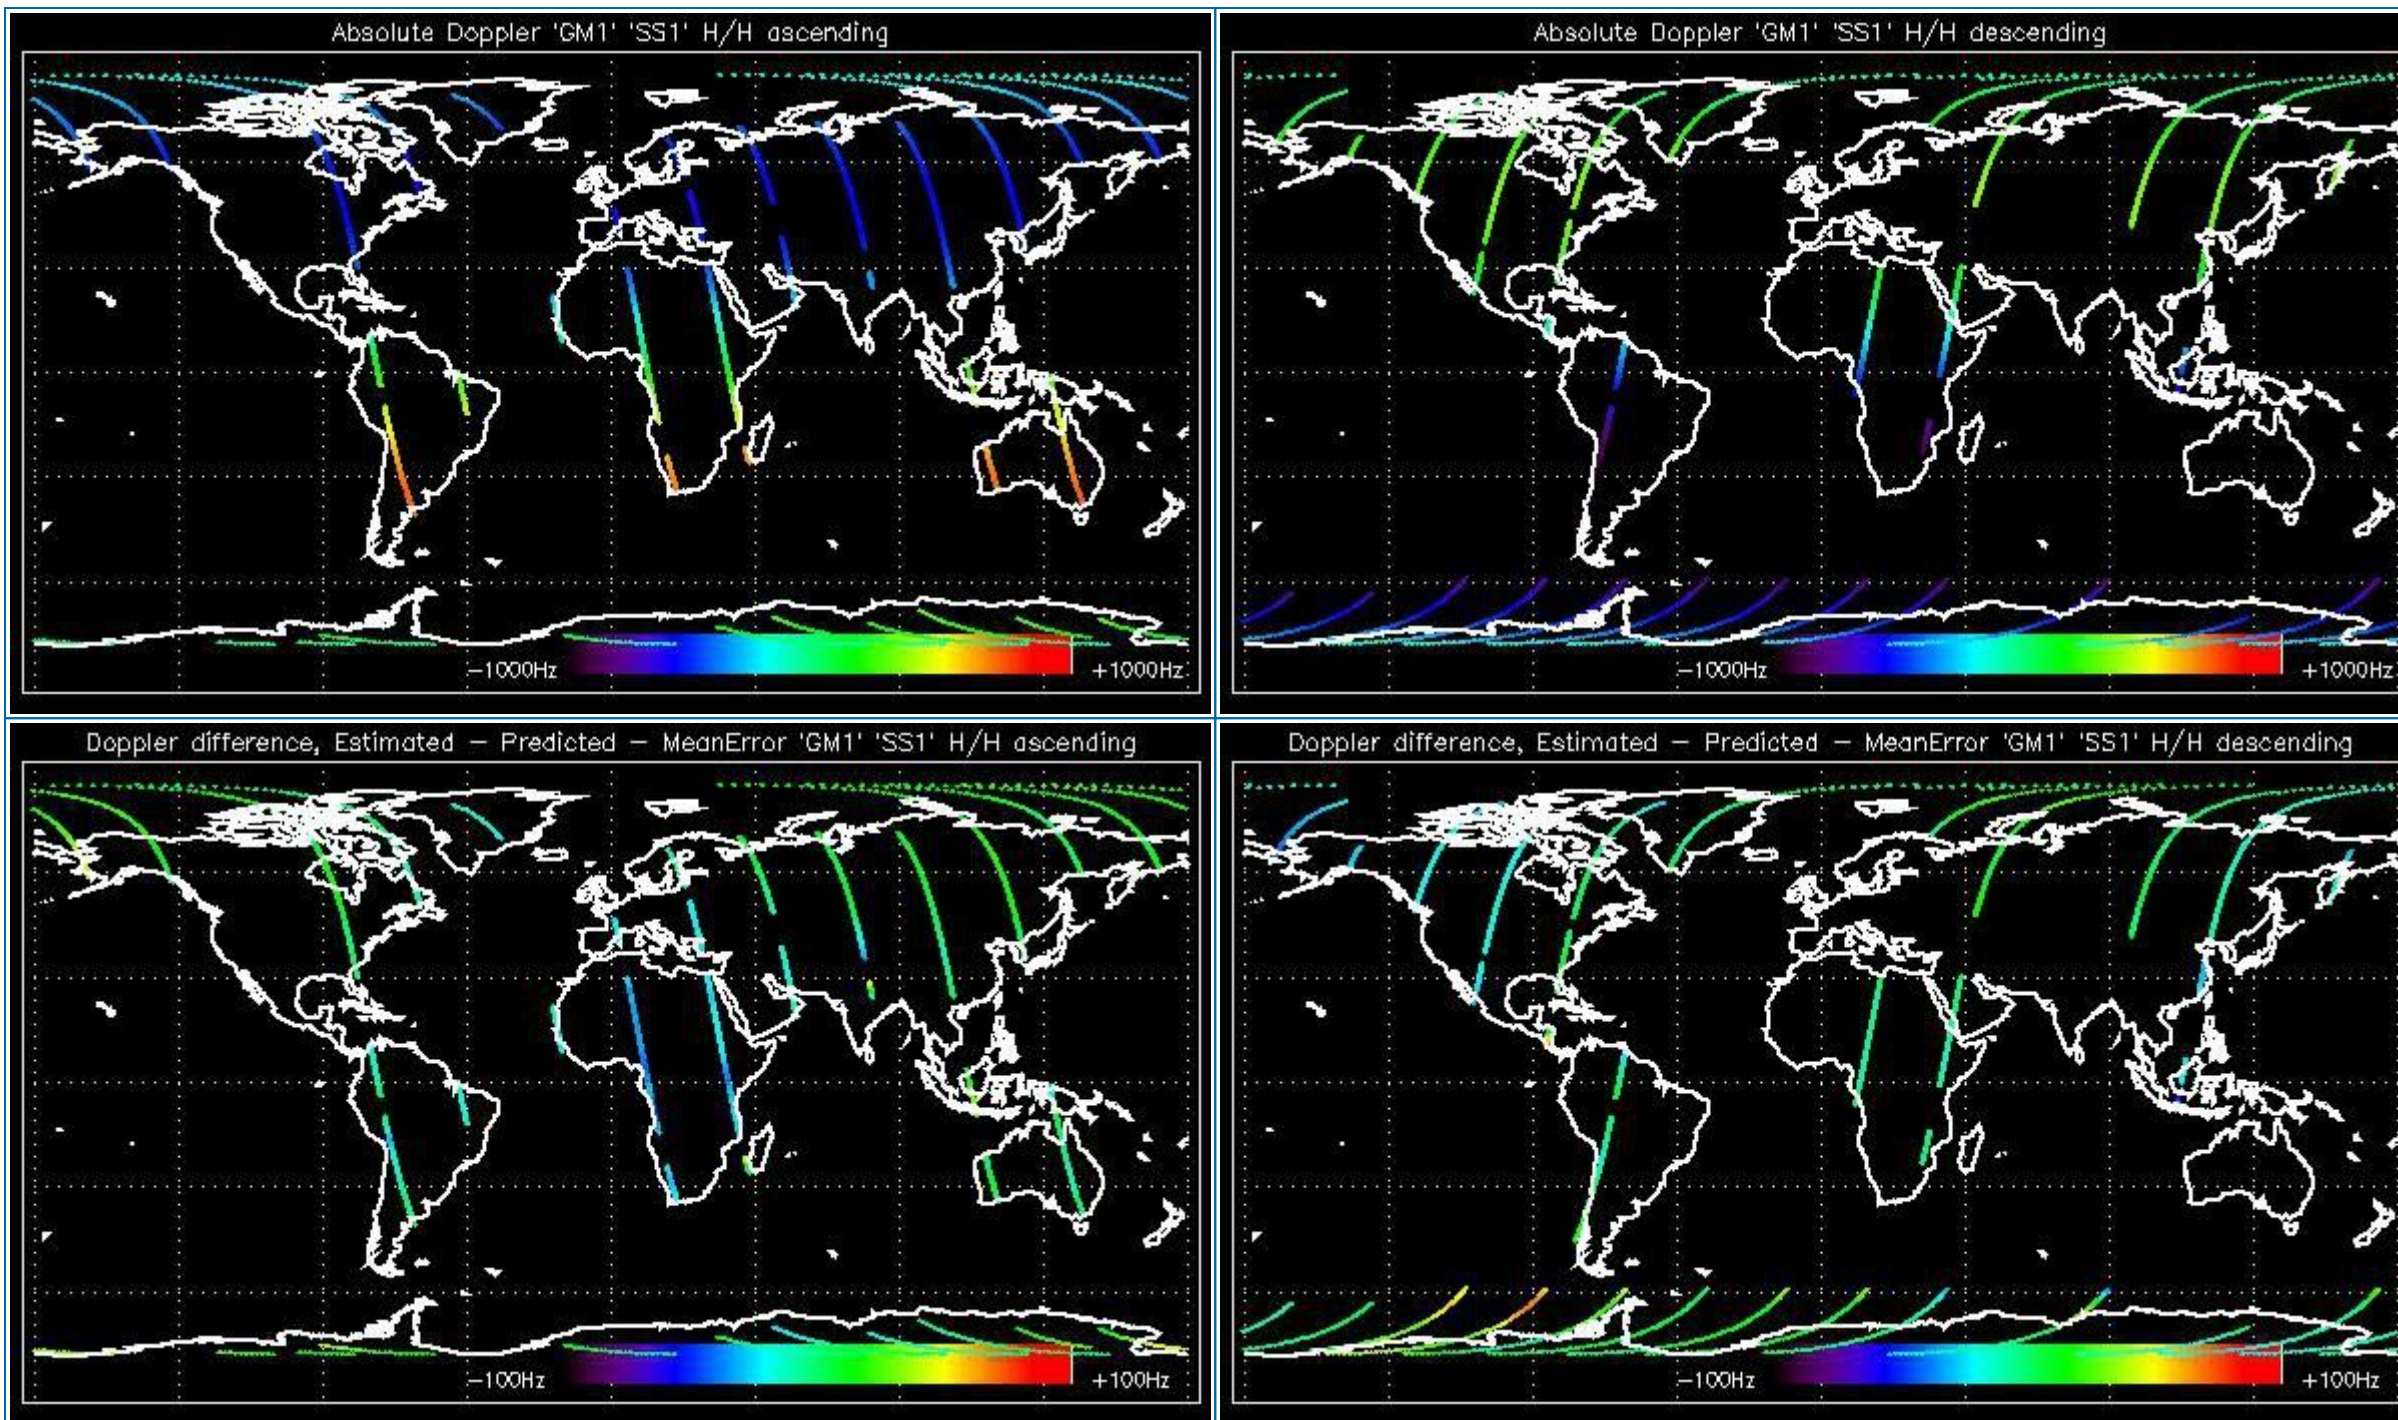 Absolute Doppler 'GM1' 'SS1' H/H ascending
-1000Hz
+1000Hz
Absolute Doppler 'GM1' 'SS1' H/H descending
-1000Hz
+1000Hz
Doppler difference, Estimated - Predicted - MeanError 'GM1' 'SS1' H/H ascending
-100Hz
+100Hz
Doppler difference, Estimated - Predicted - MeanError 'GM1' 'SS1' H/H descending
-100Hz
+100Hz